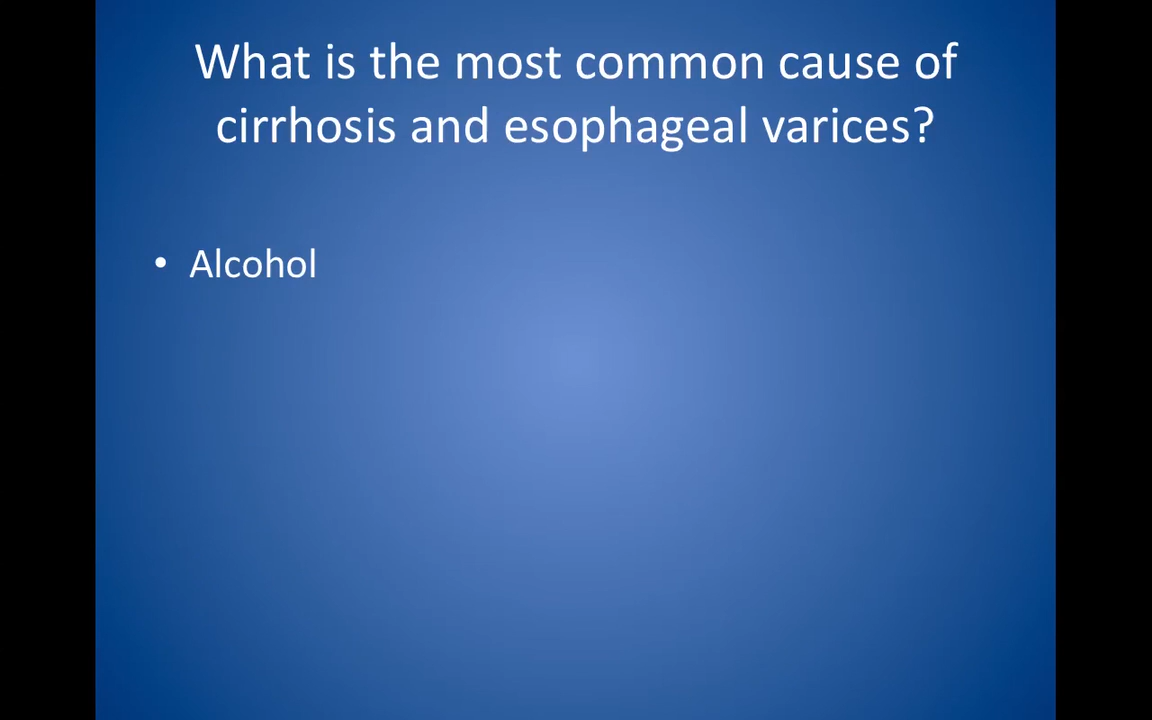 What is the most common cause of
cirrhosis and esophageal varices?
• Alcohol